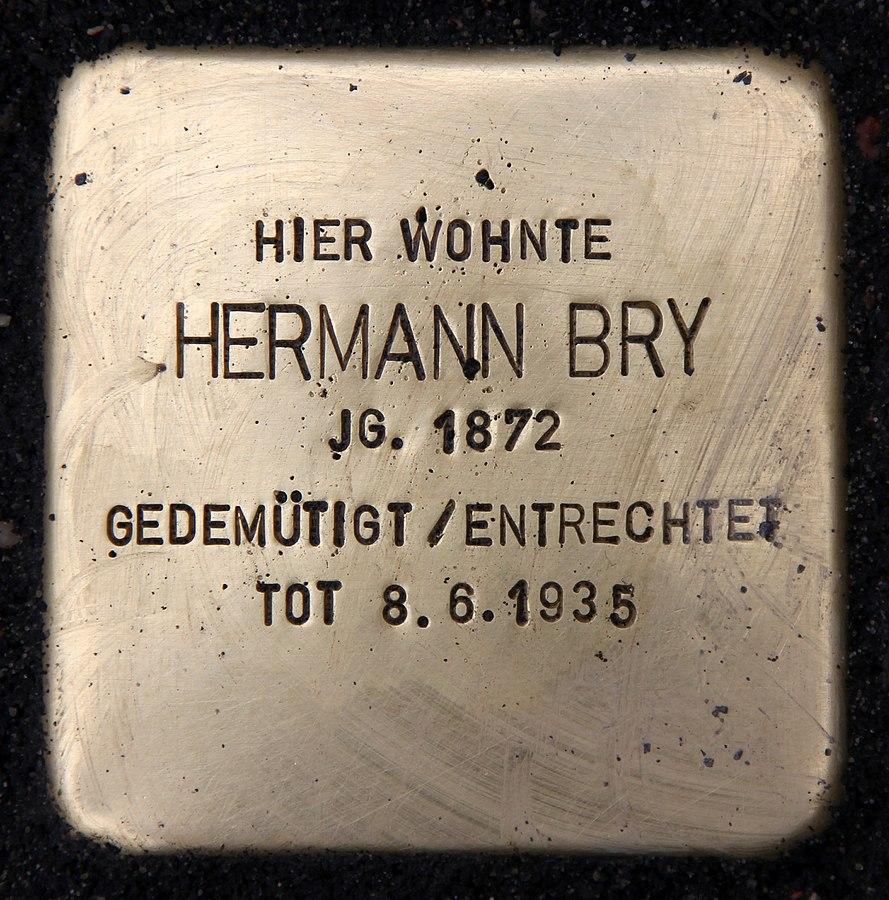 HIER WOHNTE
HERMANN BRY
JG. 1872
GEDEMÜTIGT / ENTRECHTET
TOT 8.6.1935